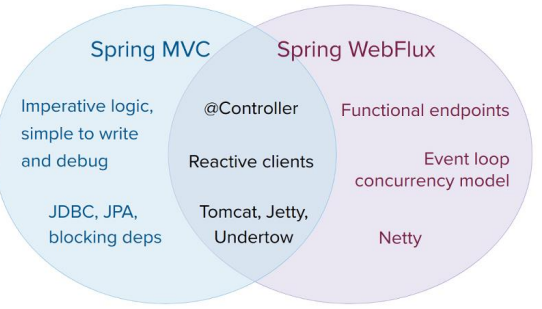 Spring MVC
Spring WebFlux
Imperative logic,
simple to write
and debug
JDBC, JPA,
blocking deps
@Controller
Reactive clients
Tomcat, Jetty,
Undertow
Functional endpoints
Event loop
concurrency model
Netty